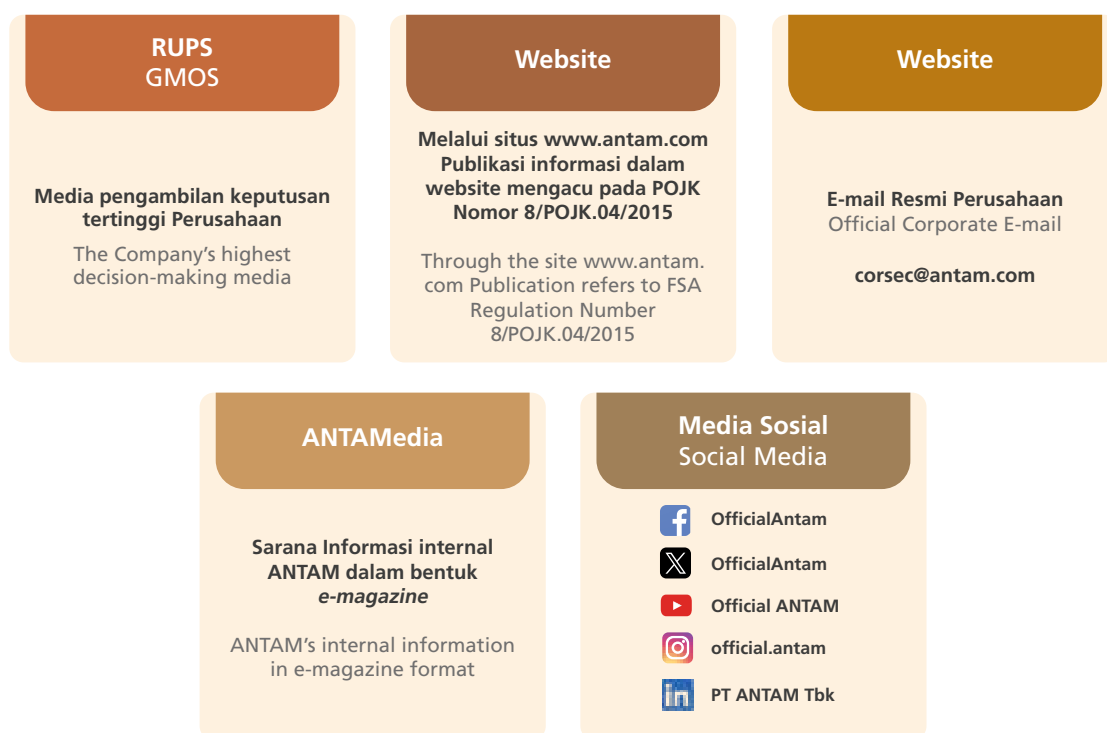 RUPS
GMOS
Media pengambilan keputusan
tertinggi Perusahaan
The Company's highest
decision-making media
Website
Melalui situs www.antam.com
Publikasi informasi dalam
website mengacu pada POJK
Nomor 8/POJK.04/2015
Through the site www.antam.
com Publication refers to FSA
Regulation Number
8/POJK.04/2015
Website
E-mail Resmi Perusahaan
Official Corporate E-mail
corsec@antam.com
ANTAMedia
Sarana Informasi internal
ANTAM dalam bentuk
e-magazine
ANTAM's internal information
in e-magazine format
Media Sosial
Social Media
OfficialAntam
OfficialAntam
Official ANTAM
official.antam
PT ANTAM Tbk